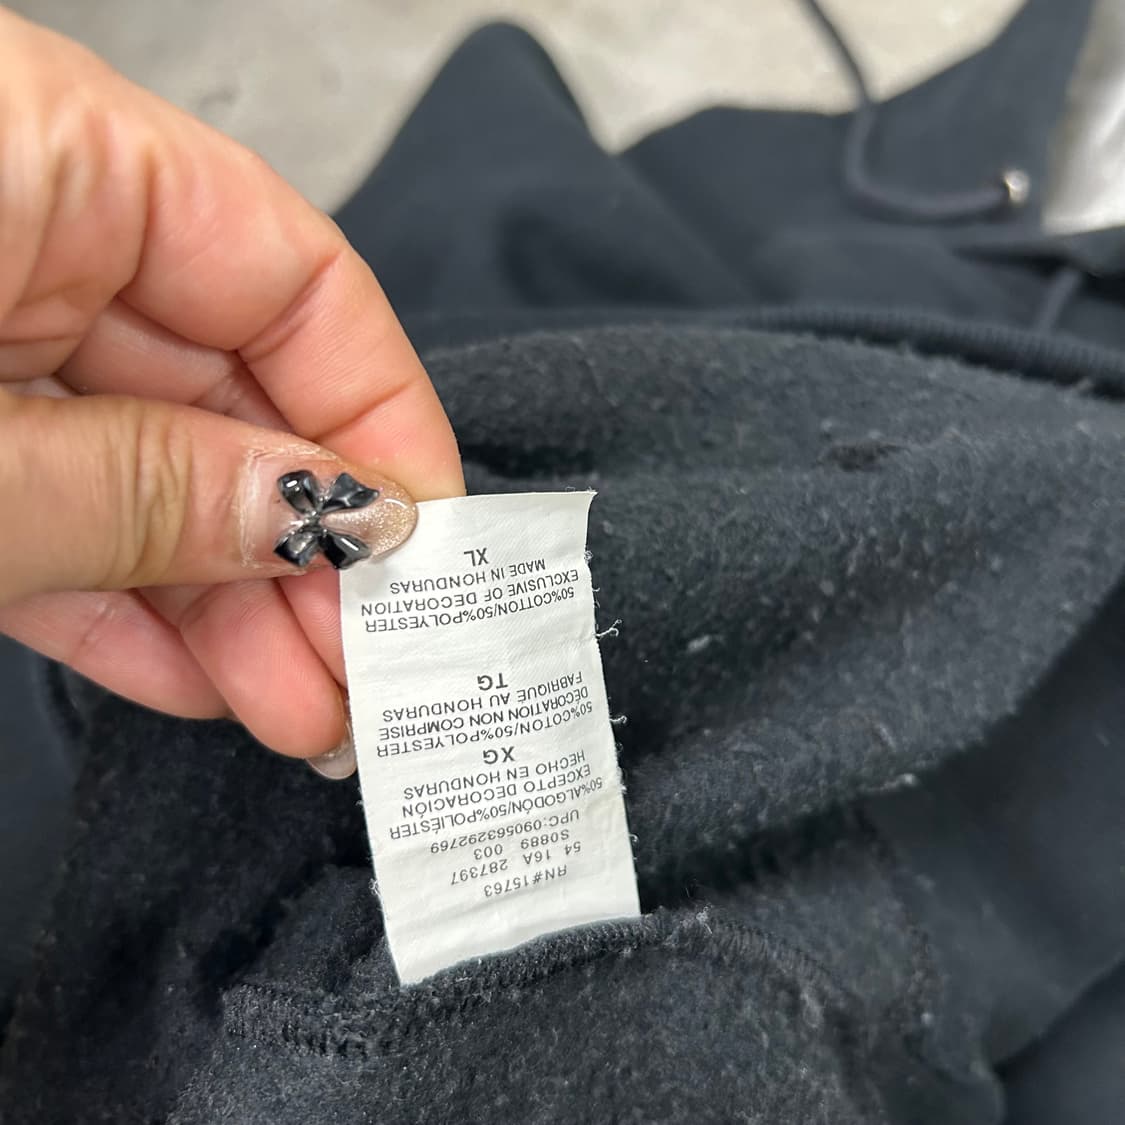 RN#15763
54 16A 287397
S0889 003
UPC:090563292769
50%ALGODÓN/50%POLIÉSTER
EXCEPTO DECORACIÓN
HECHO EN HONDURAS
XG
50%COTON/50%POLYESTER
DÉCORATION NON COMPRISE
FABRIQUÉ AU HONDURAS
TG
50%COTTON/50%POLYESTER
EXCLUSIVE OF DECORATION
MADE IN HONDURAS
XL